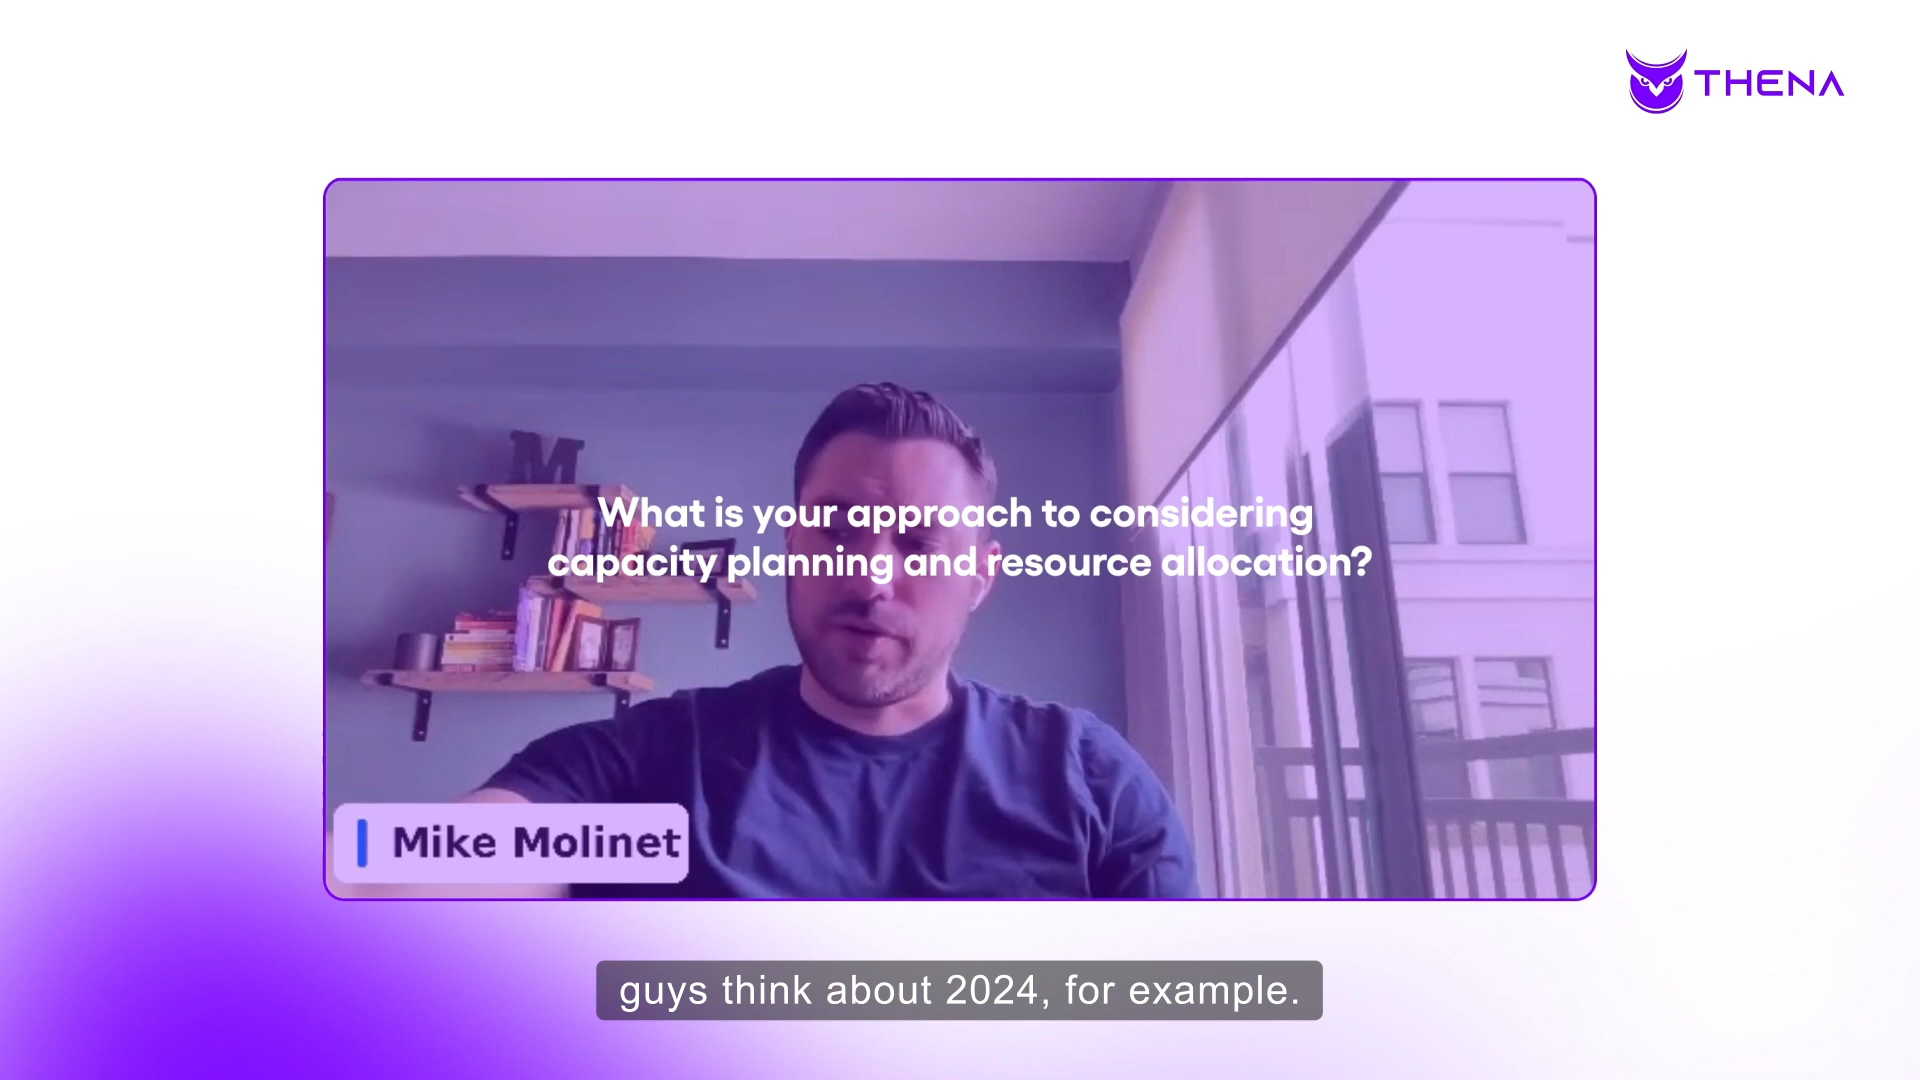 THENA
M
What is your approach to considering
capacity planning and resource allocation?
Mike Molinet
guys think about 2024, for example.